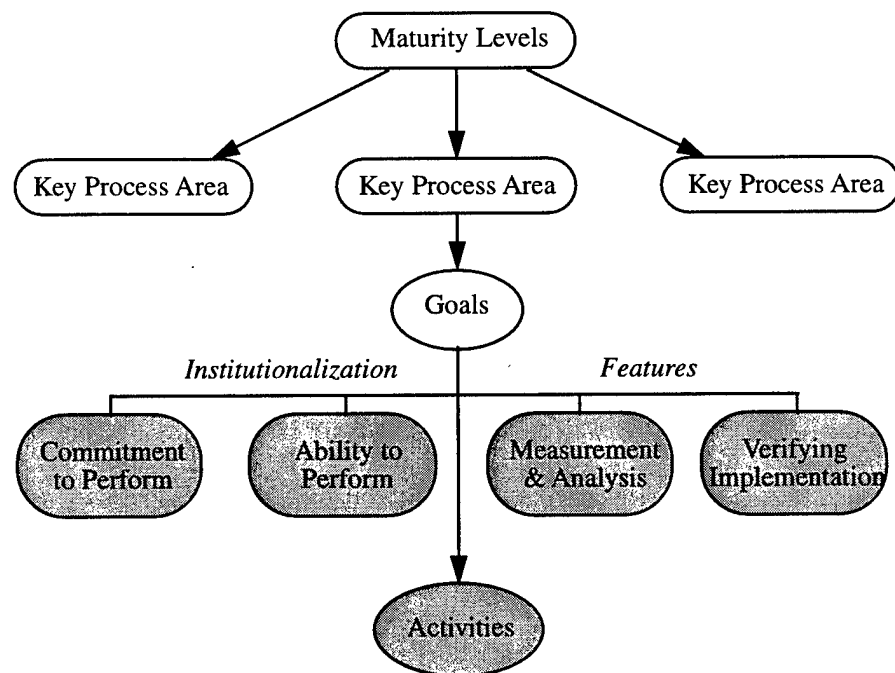 Maturity Levels
Key Process Area
Key Process Area
Key Process Area
Goals
Institutionalization
Features
Commitment
to Perform
Ability to
Perform
Measurement
& Analysis
Verifying
Implementation
Activities